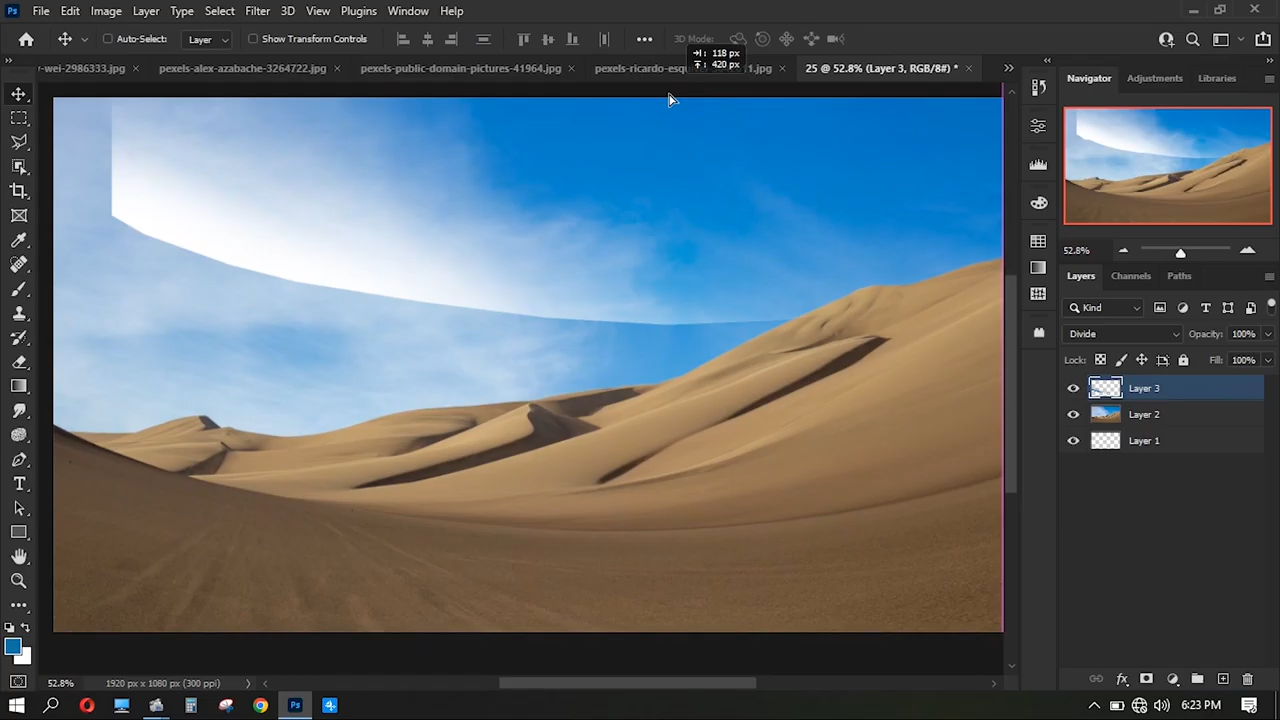 Ps File Edit Image Layer Type Select Filter 3D View Plugins Window Help
Auto-Select: Layer Show Transform Controls 3D Mode:
118 px
420 px
r-wei-2986333.jpg × pexels-alex-azabache-3264722.jpg × pexels-public-domain-pictures-41964.jpg × pexels-ricardo-esq 1.jpg × 25 @ 52.8% (Layer 3, RGB/8#) * ×
Navigator Adjustments Libraries
52.8%
Layers Channels Paths
Kind
Divide Opacity: 100%
Lock: Fill: 100%
Layer 3
Layer 2
Layer 1
52.8% 1920 px x 1080 px (300 ppi)
Ps 6:23 PM